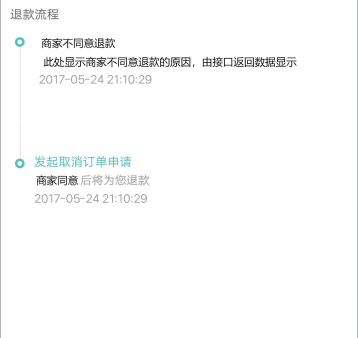 退款流程
商家不同意退款
此处显示商家不同意退款的原因，由接口返回数据显示
2017-05-24 21:10:29
发起取消订单申请
商家同意 后将为您退款
2017-05-24 21:10:29